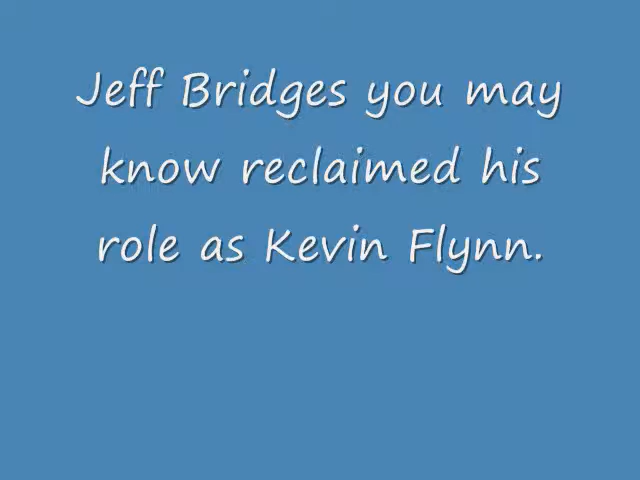 Jeff Bridges you may
know reclaimed his
role as Kevin Flynn.